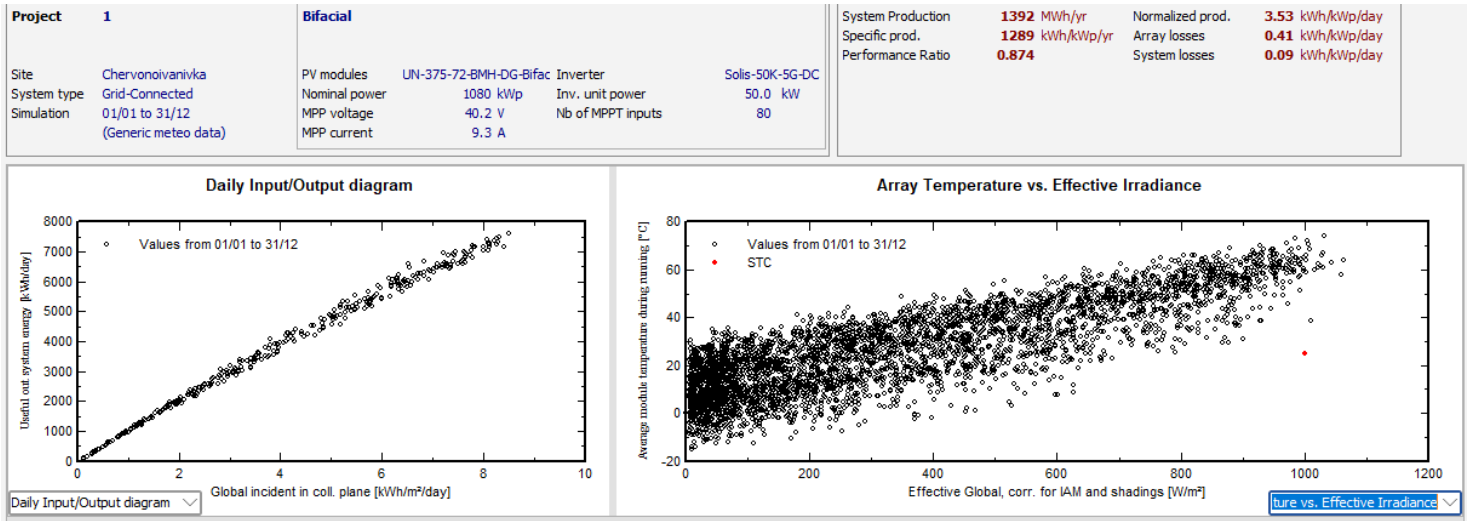 Project 1
Bifacial
Site Chervonoivanivka
System type Grid-Connected
Simulation 01/01 to 31/12
(Generic meteo data)
PV modules UN-375-72-BMH-DG-Bifac Inverter Solis-50K-5G-DC
Nominal power 1080 kWp Inv. unit power 50.0 kW
MPP voltage 40.2 V Nb of MPPT inputs 80
MPP current 9.3 A
System Production 1392 MWh/yr Normalized prod. 3.53 kWh/kWp/day
Specific prod. 1289 kWh/kWp/yr Array losses 0.41 kWh/kWp/day
Performance Ratio 0.874 System losses 0.09 kWh/kWp/day
Daily Input/Output diagram
8000
7000
6000
5000
4000
3000
2000
1000
0
Useful out system energy [kWh/day]
Values from 01/01 to 31/12
0 2 4 6 8 10
Global incident in coll. plane [kWh/m²/day]
Daily Input/Output diagram
Array Temperature vs. Effective Irradiance
80
60
40
20
0
-20
Average module temperature during running [°C]
Values from 01/01 to 31/12
STC
0 200 400 600 800 1000 1200
Effective Global, corr. for IAM and shadings [W/m²]
ture vs. Effective Irradiance